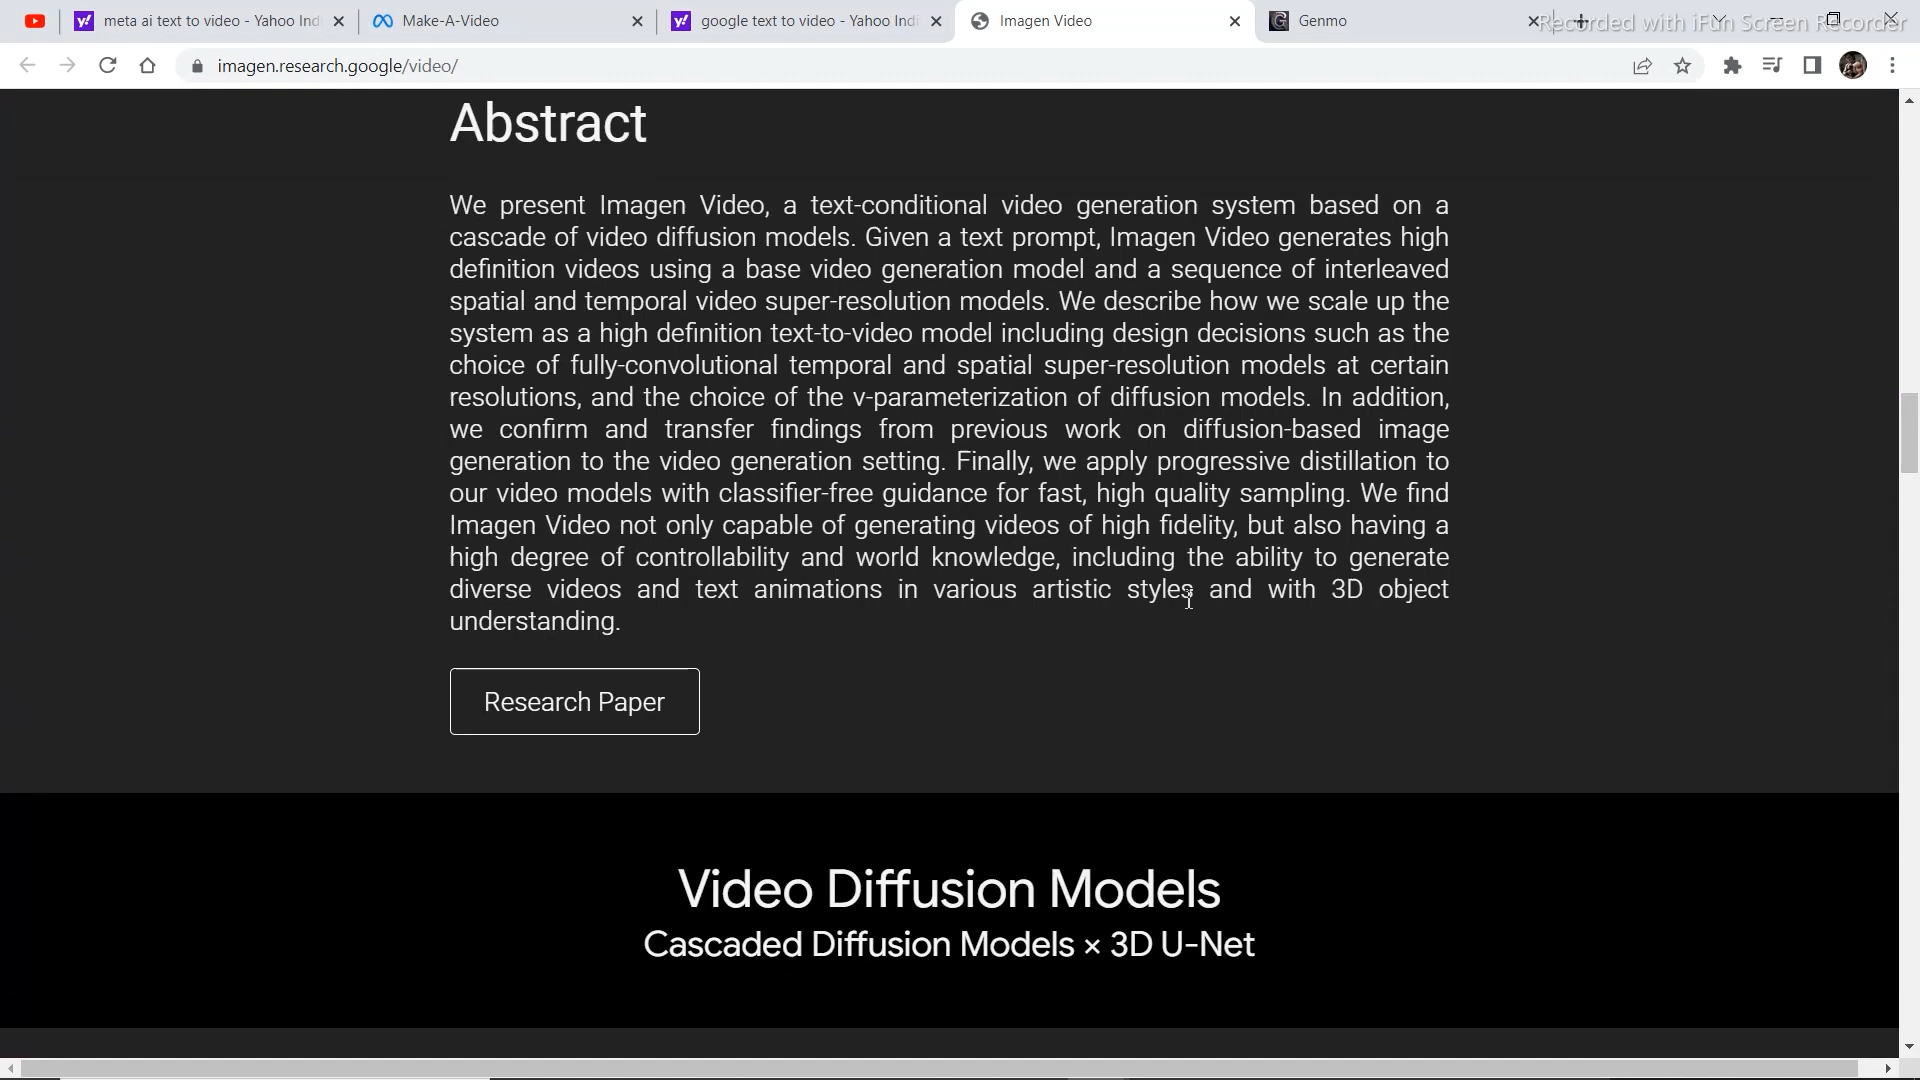 meta ai text to video - Yahoo Ind
Make-A-Video
google text to video - Yahoo Indi
Imagen Video
Genmo
Recorded with iFun Screen Recorder
imagen.research.google/video/
Abstract
We present Imagen Video, a text-conditional video generation system based on a
cascade of video diffusion models. Given a text prompt, Imagen Video generates high
definition videos using a base video generation model and a sequence of interleaved
spatial and temporal video super-resolution models. We describe how we scale up the
system as a high definition text-to-video model including design decisions such as the
choice of fully-convolutional temporal and spatial super-resolution models at certain
resolutions, and the choice of the v-parameterization of diffusion models. In addition,
we confirm and transfer findings from previous work on diffusion-based image
generation to the video generation setting. Finally, we apply progressive distillation to
our video models with classifier-free guidance for fast, high quality sampling. We find
Imagen Video not only capable of generating videos of high fidelity, but also having a
high degree of controllability and world knowledge, including the ability to generate
diverse videos and text animations in various artistic styles and with 3D object
understanding.
Research Paper
Video Diffusion Models
Cascaded Diffusion Models × 3D U-Net